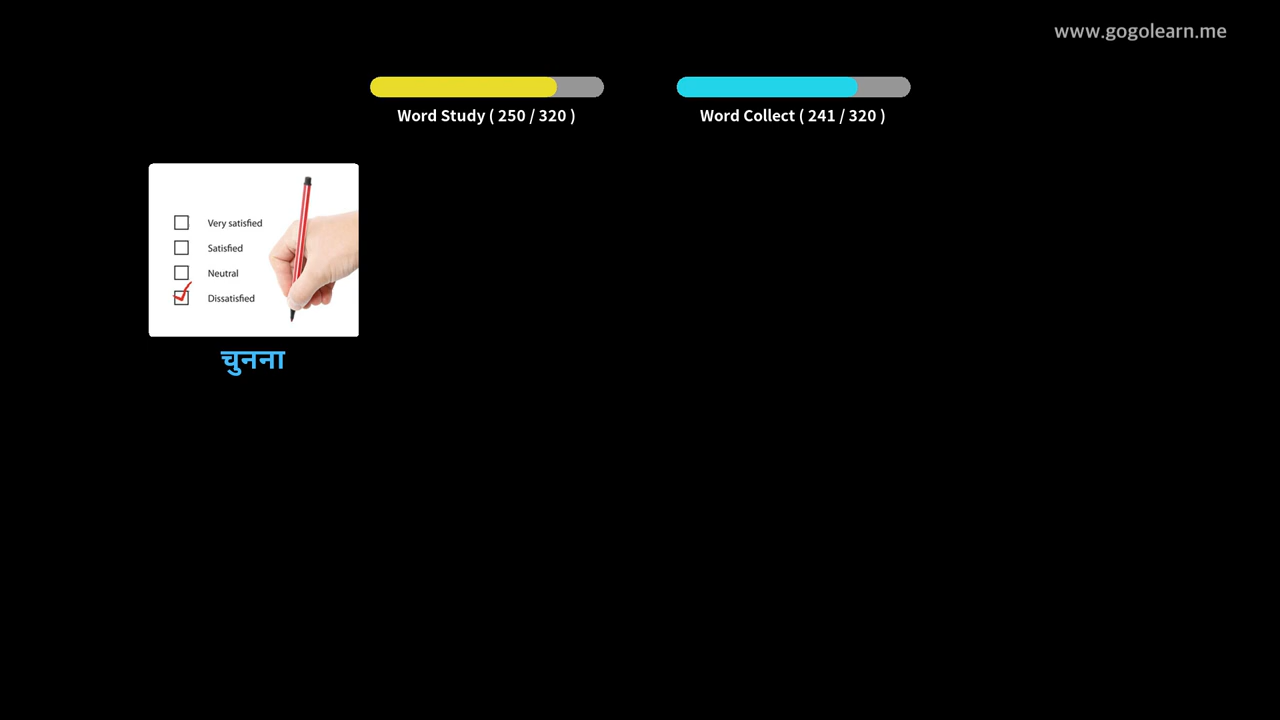 www.gogolearn.me
Word Study ( 250 / 320 )
Word Collect ( 241 / 320 )
Very satisfied
Satisfied
Neutral
Dissatisfied
चुनना